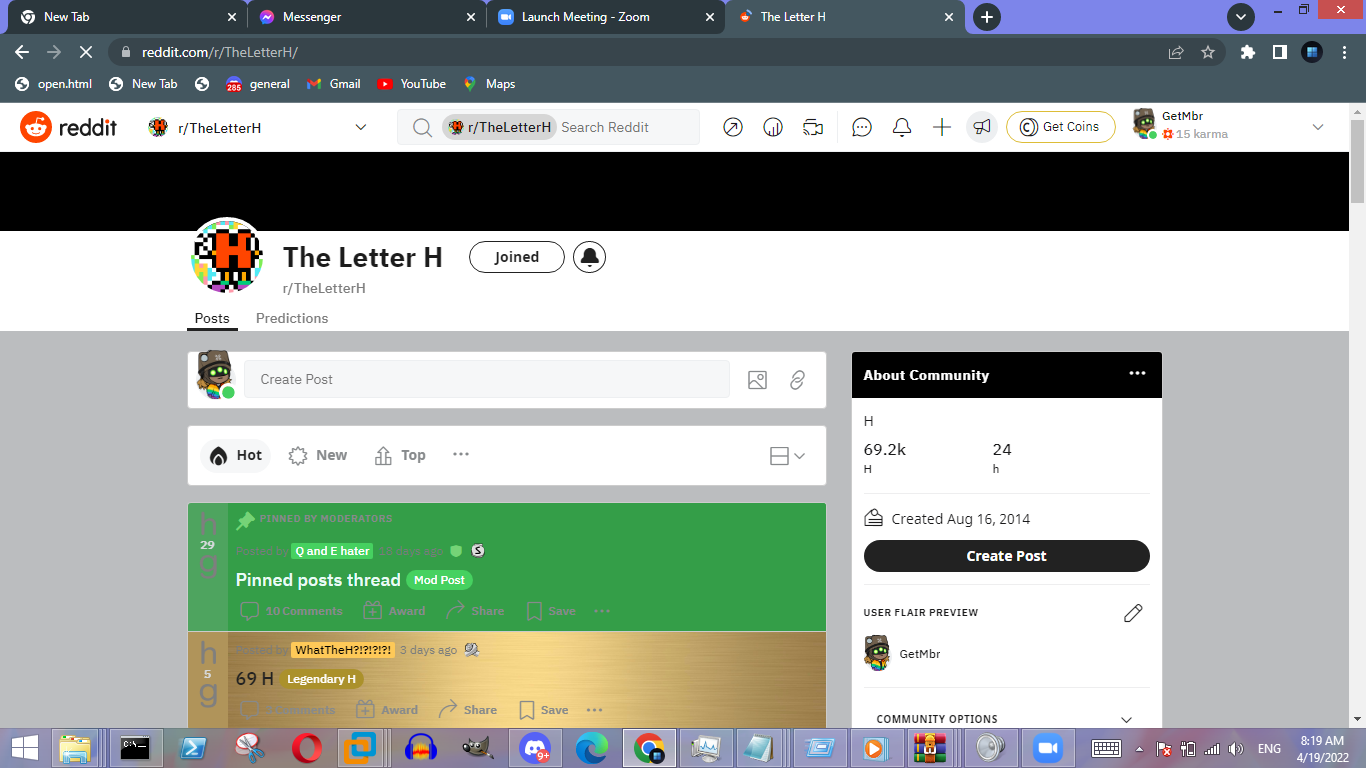 New Tab
Messenger
Launch Meeting - Zoom
The Letter H
reddit.com/r/TheLetterH/
open.html
New Tab
285
general
Gmail
YouTube
Maps
reddit
r/TheLetterH
r/TheLetterH
Search Reddit
Get Coins
GetMbr
15 karma
H
The Letter H
Joined
r/TheLetterH
Posts
Predictions
Create Post
Hot
New
Top
h
29
g
PINNED BY MODERATORS
Posted by
Q and E hater
days ago
Pinned posts thread
Mod Post
10 Comments
Award
Share
Save
h
5
g
Posted by
WhatTheH?!?!?!?!
3 days ago
69 H
Legendary H
Comments
Award
Share
Save
About Community
H
69.2k
24
H
h
Created Aug 16, 2014
Create Post
USER FLAIR PREVIEW
GetMbr
COMMUNITY OPTIONS
C:\
9+
ENG
8:19 AM
4/19/2022